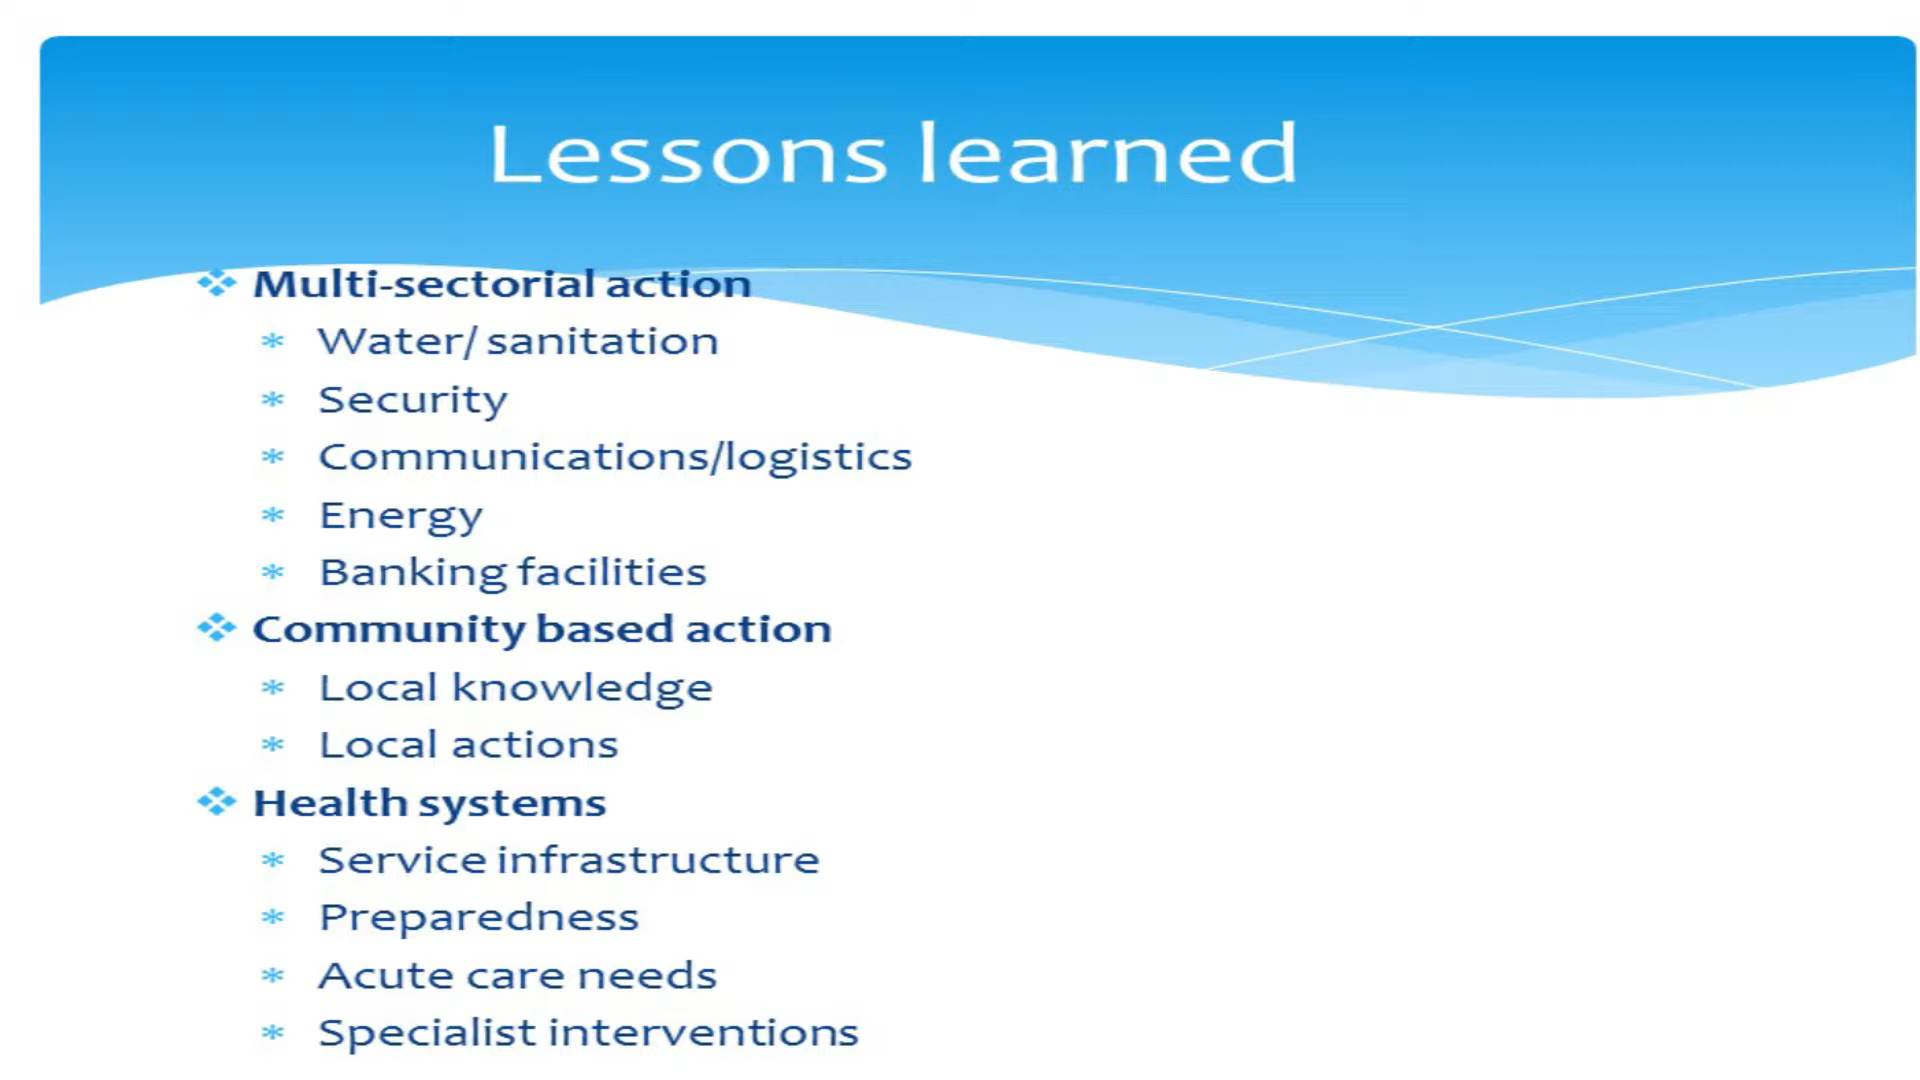 Lessons learned
Multi-sectorial action
Water/ sanitation
Security
Communications/logistics
Energy
Banking facilities
Community based action
Local knowledge
Local actions
Health systems
Service infrastructure
Preparedness
Acute care needs
Specialist interventions